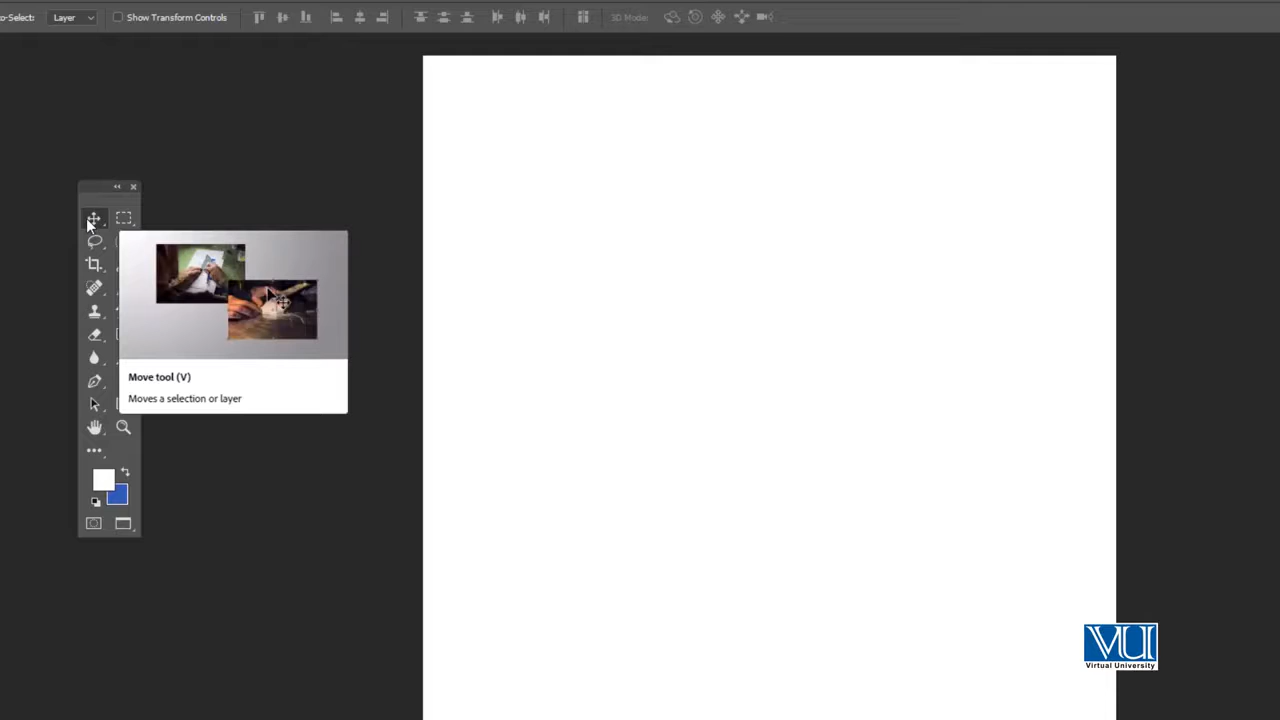 o-Select: Layer Show Transform Controls 3D Mode:
Move tool (V)
Moves a selection or layer
VU
Virtual University